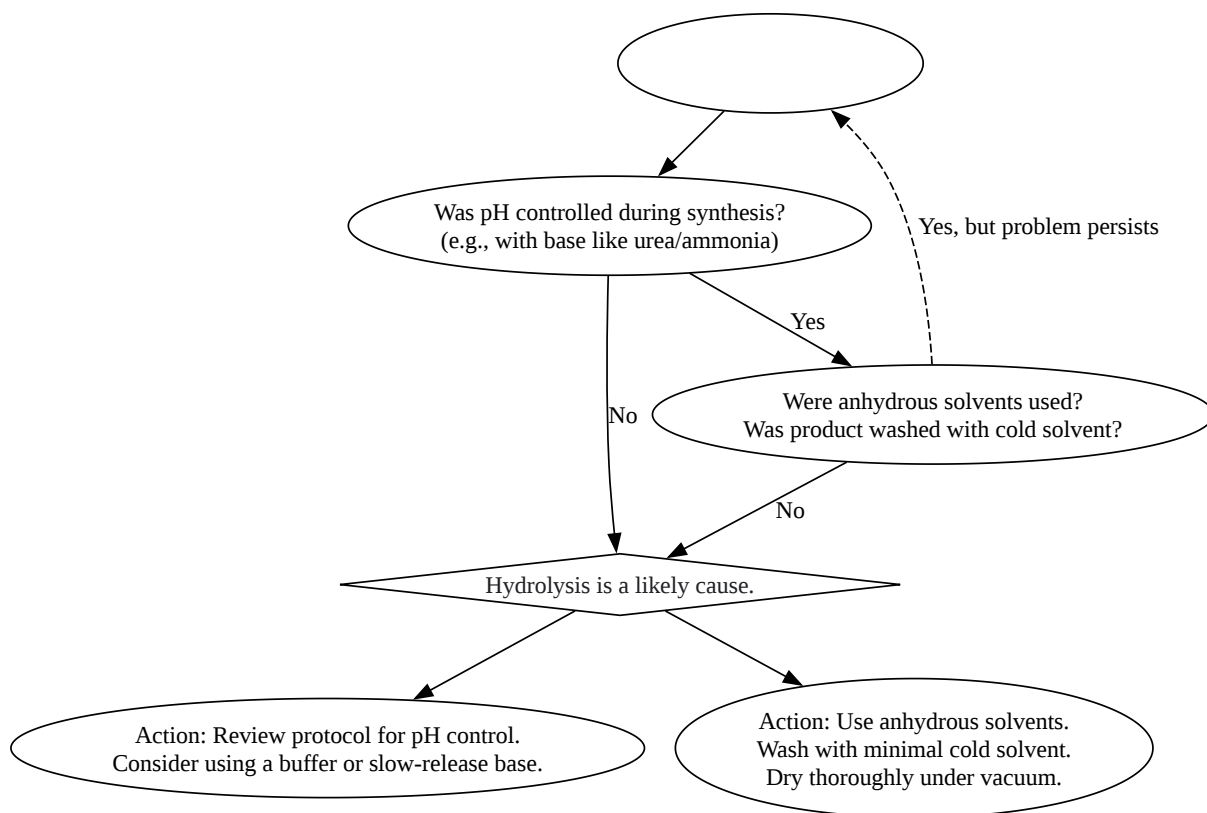 Was pH controlled during synthesis?
(e.g., with base like urea/ammonia)
Yes, but problem persists
Yes
Were anhydrous solvents used?
Was product washed with cold solvent?
No
No
Hydrolysis is a likely cause.
Action: Review protocol for pH control.
Consider using a buffer or slow-release base.
Action: Use anhydrous solvents.
Wash with minimal cold solvent.
Dry thoroughly under vacuum.